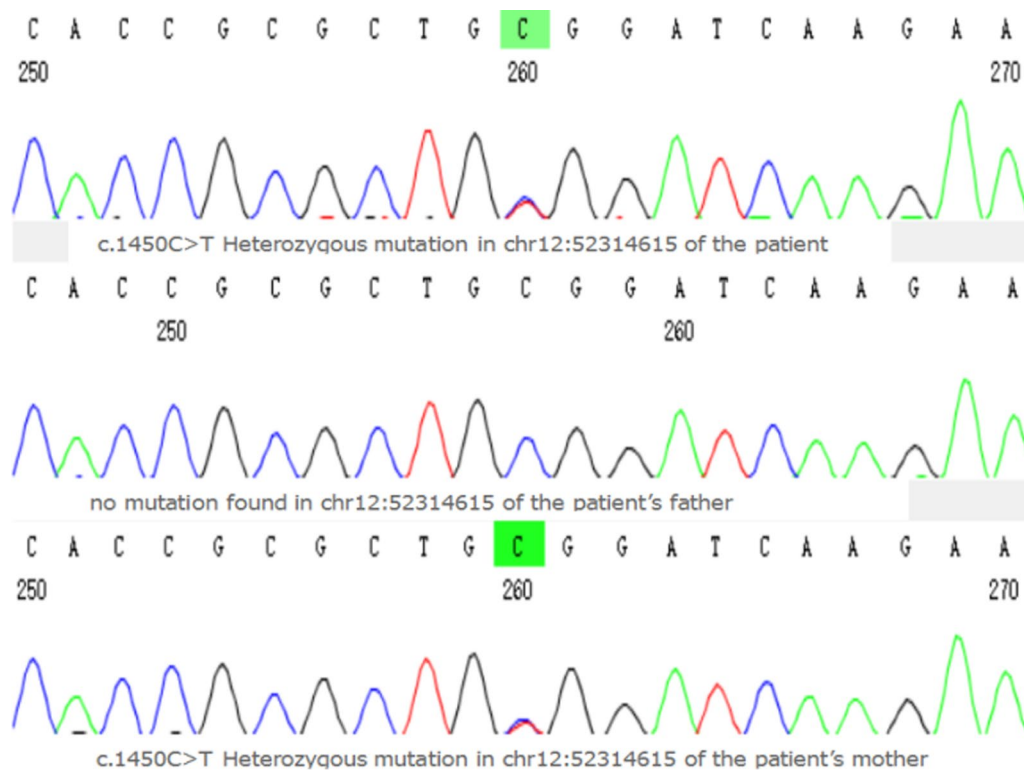 C A C C G C G C T G C G G A T C A A G A A
250 260 270
c.1450C>T Heterozygous mutation in chr12:52314615 of the patient
C A C C G C G C T G C G G A T C A A G A A
250 260
no mutation found in chr12:52314615 of the patient’s father
C A C C G C G C T G C G G A T C A A G A A
250 260 270
c.1450C>T Heterozygous mutation in chr12:52314615 of the patient’s mother